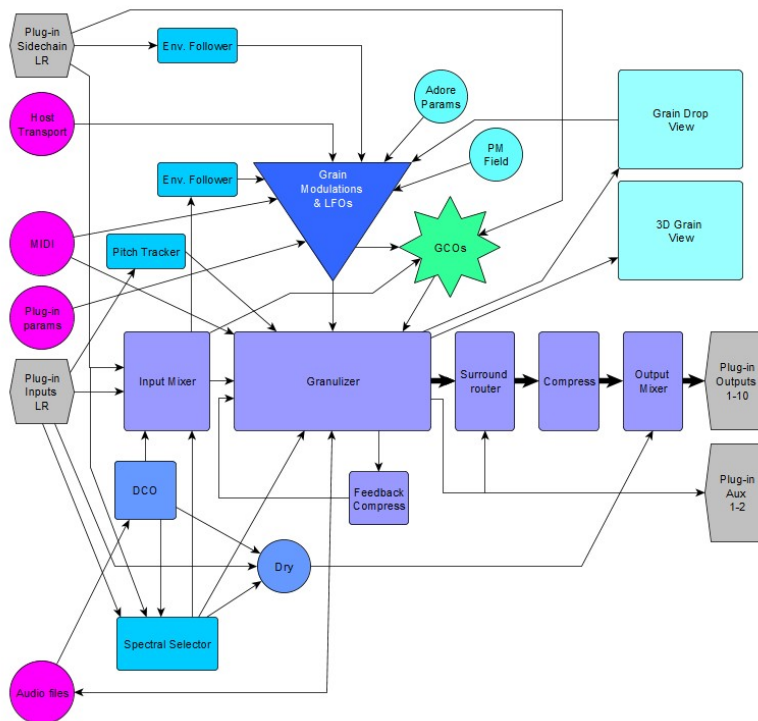 Plug-in
Sidechain
LR
Env. Follower
Adore
Params
Host
Transport
Grain Drop
View
PM
Field
Env. Follower
Grain
Modulations
& LFOs
3D Grain
View
MIDI
Pitch Tracker
GCOs
Plug-in
params
Plug-in
Inputs
LR
Input Mixer
Granulizer
Surround
router
Compress
Output
Mixer
Plug-in
Outputs
1-10
DCO
Feedback
Compress
Plug-in
Aux
1-2
Dry
Spectral Selector
Audio files